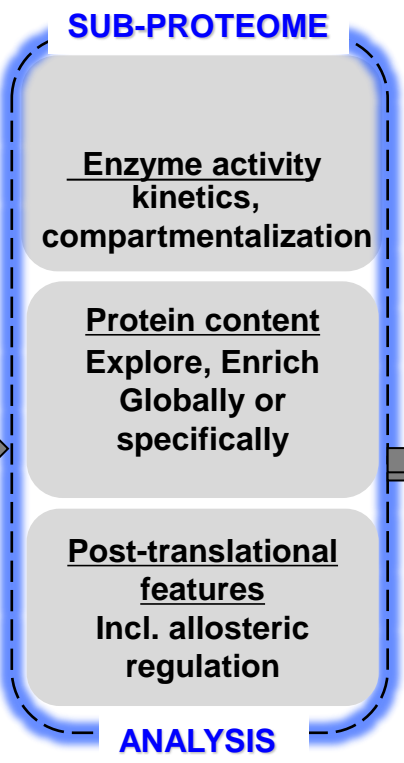 SUB-PROTEOME
Enzyme activity
kinetics,
compartmentalization
Protein content
Explore, Enrich
Globally or
specifically
Post-translational
features
Incl. allosteric
regulation
ANALYSIS